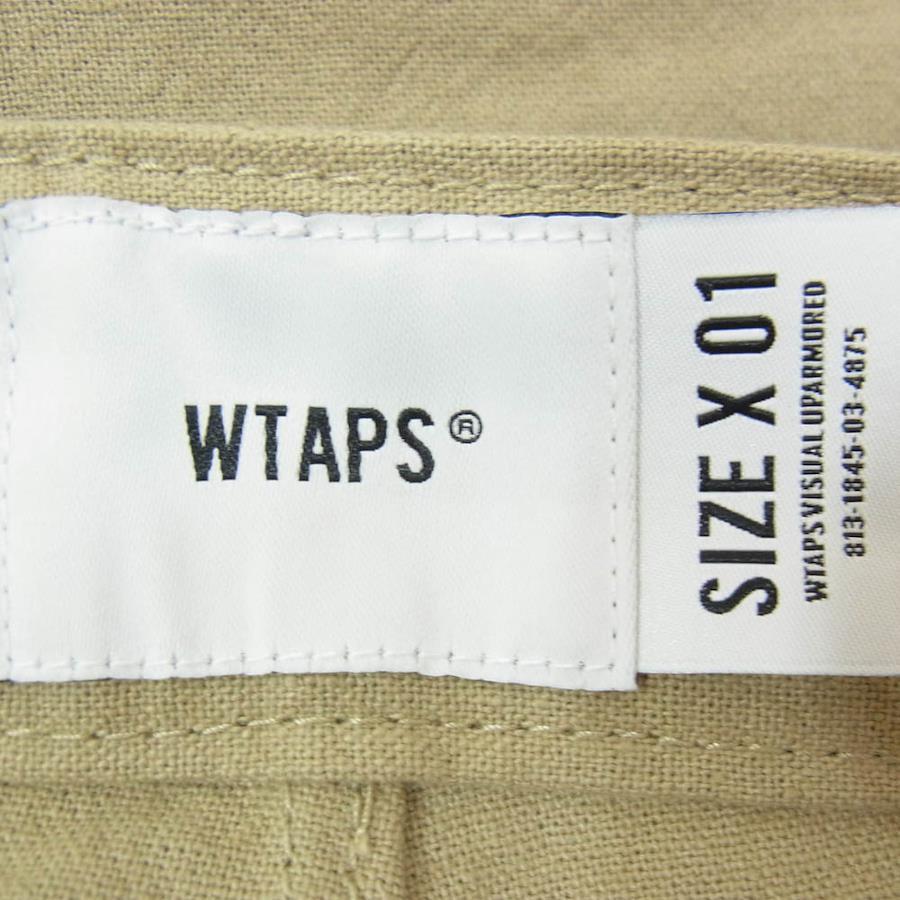 WTAPS®
SIZE X 01
WTAPS VISUAL UPARMORED
813-1845-03-4875